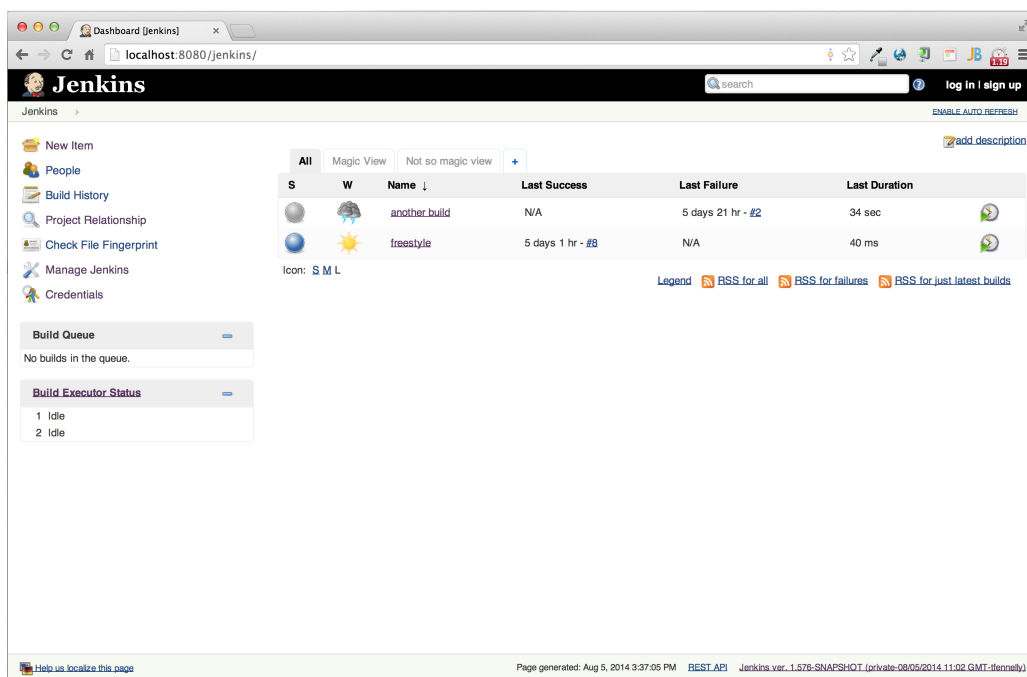 Dashboard [Jenkins]
localhost:8080/jenkins/
JB
1.19
Jenkins
search
log in | sign up
Jenkins
ENABLE AUTO REFRESH
New Item
People
Build History
Project Relationship
Check File Fingerprint
Manage Jenkins
Credentials
Build Queue
No builds in the queue.
Build Executor Status
1 Idle
2 Idle
add description
All Magic View Not so magic view +
S W Name ↓ Last Success Last Failure Last Duration
another build N/A 5 days 21 hr - #2 34 sec
freestyle 5 days 1 hr - #8 N/A 40 ms
Icon: S M L
Legend RSS for all RSS for failures RSS for just latest builds
Help us localize this page
Page generated: Aug 5, 2014 3:37:05 PM REST API Jenkins ver. 1.576-SNAPSHOT (private-08/05/2014 11:02 GMT-tfennelly)